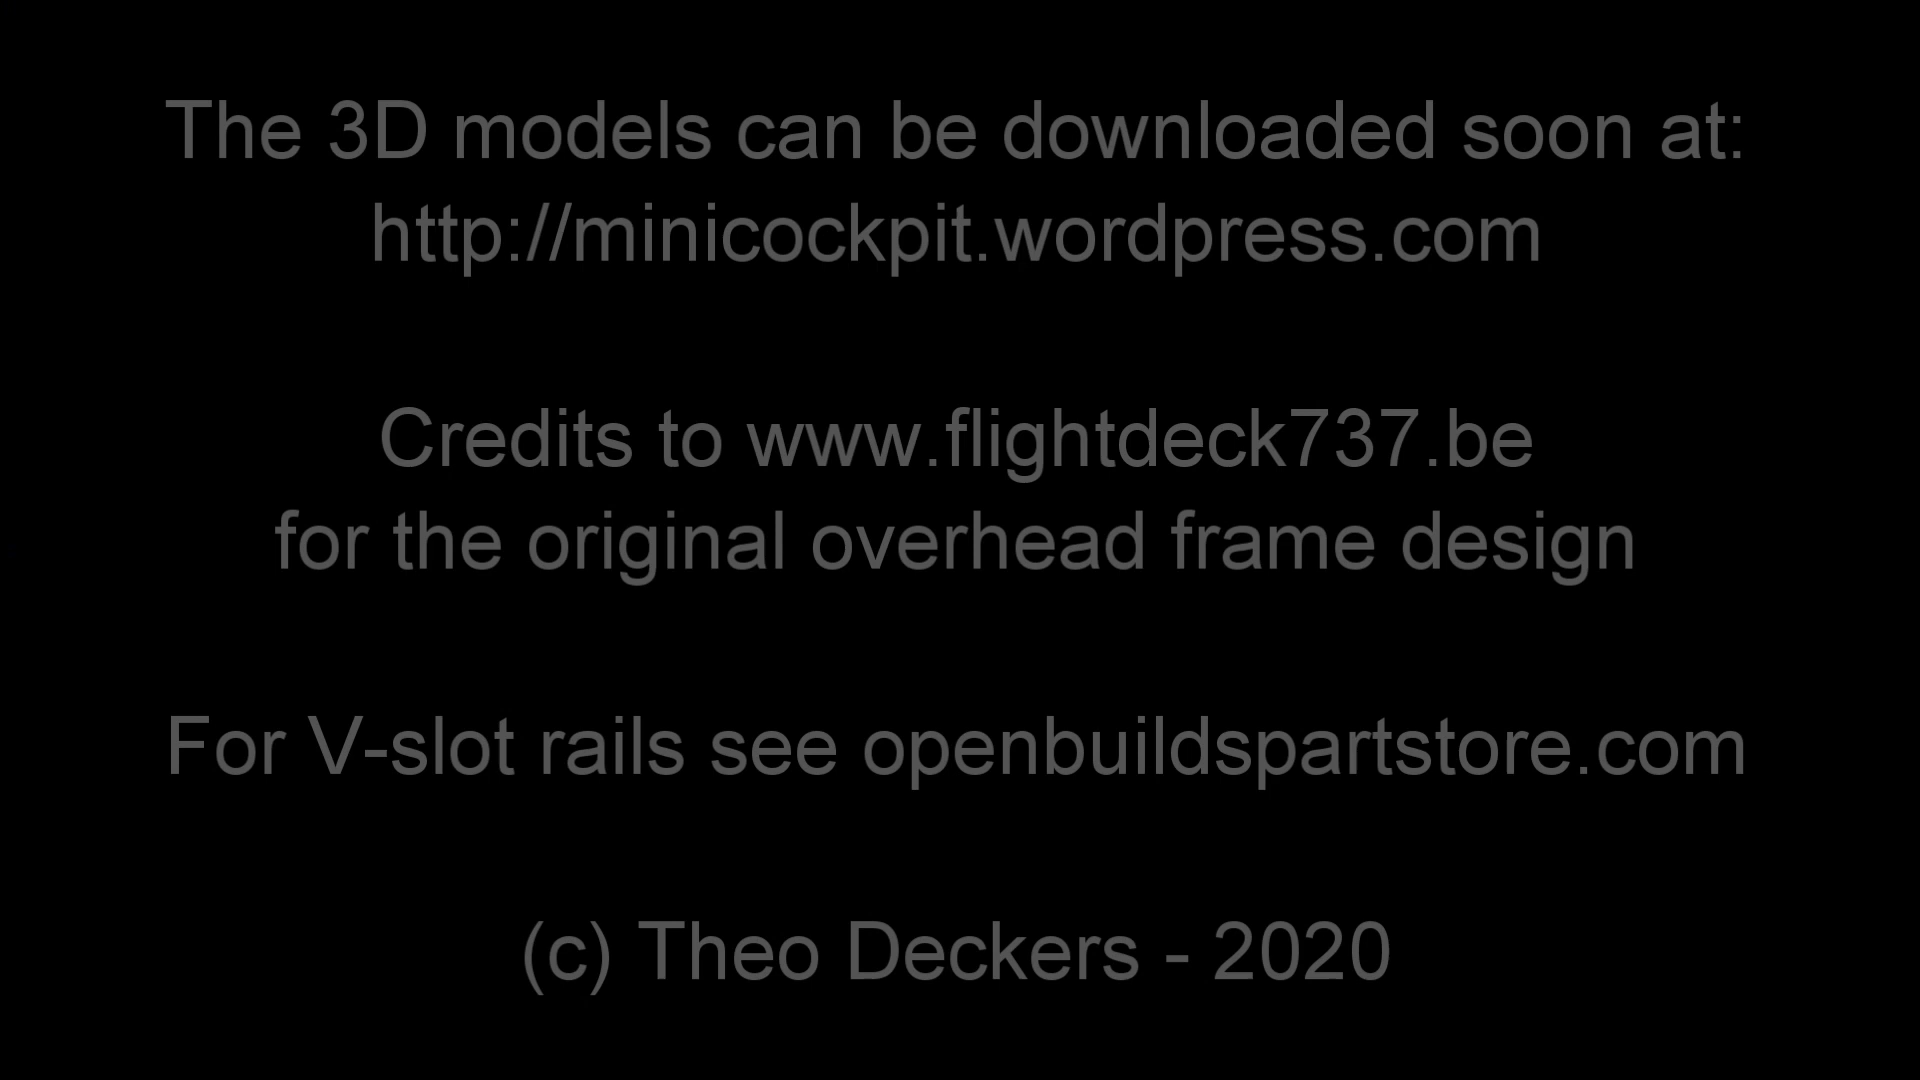 The 3D models can be downloaded soon at:
http://minicockpit.wordpress.com
Credits to www.flightdeck737.be
for the original overhead frame design
For V-slot rails see openbuildspartstore.com
(c) Theo Deckers - 2020